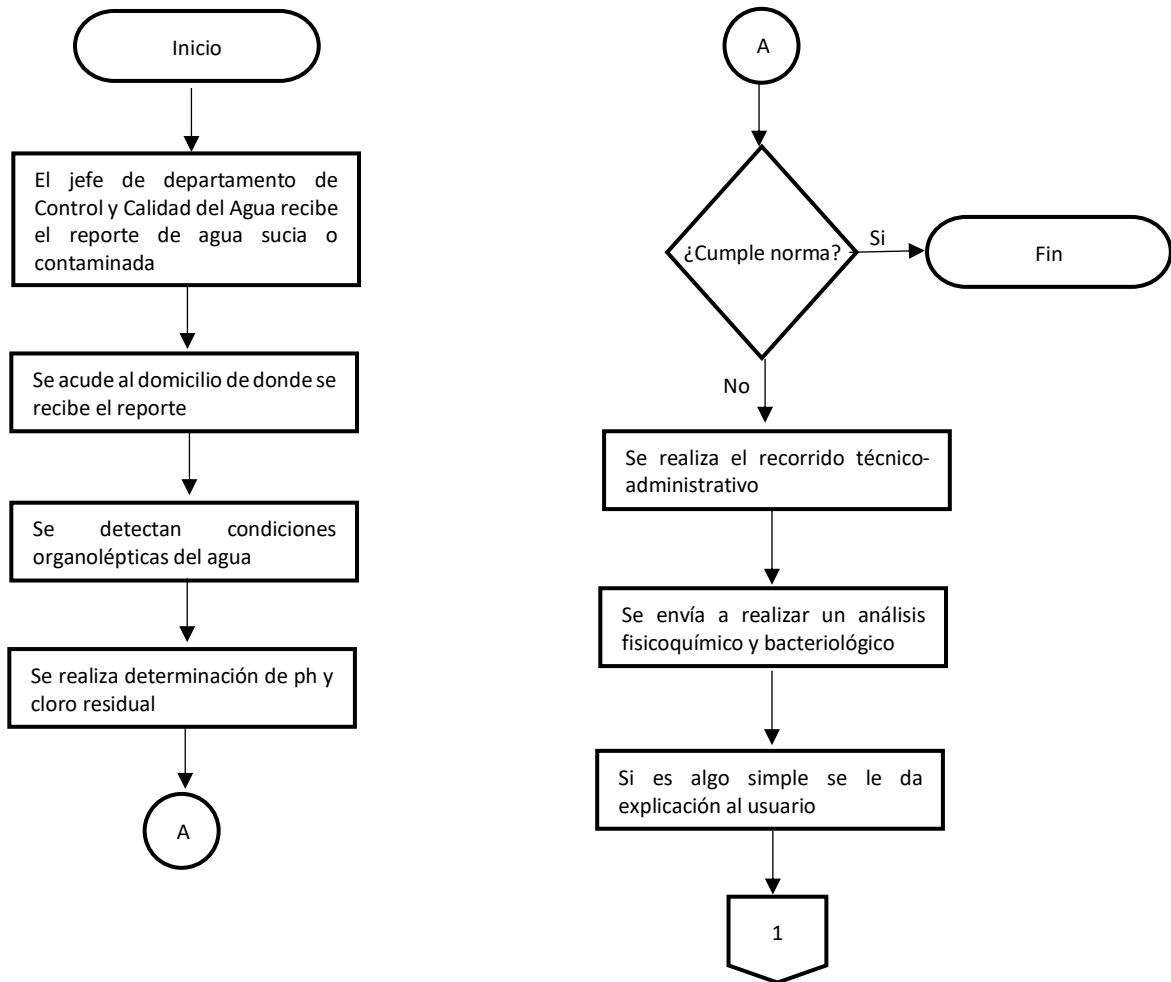 Inicio
El jefe de departamento de
Control y Calidad del Agua recibe
el reporte de agua sucia o
contaminada
Se acude al domicilio de donde se
recibe el reporte
Se detectan condiciones
organolépticas del agua
Se realiza determinación de ph y
cloro residual
A
A
¿Cumple norma?
Si
Fin
No
Se realiza el recorrido técnico-
administrativo
Se envía a realizar un análisis
fisicoquímico y bacteriológico
Si es algo simple se le da
explicación al usuario
1